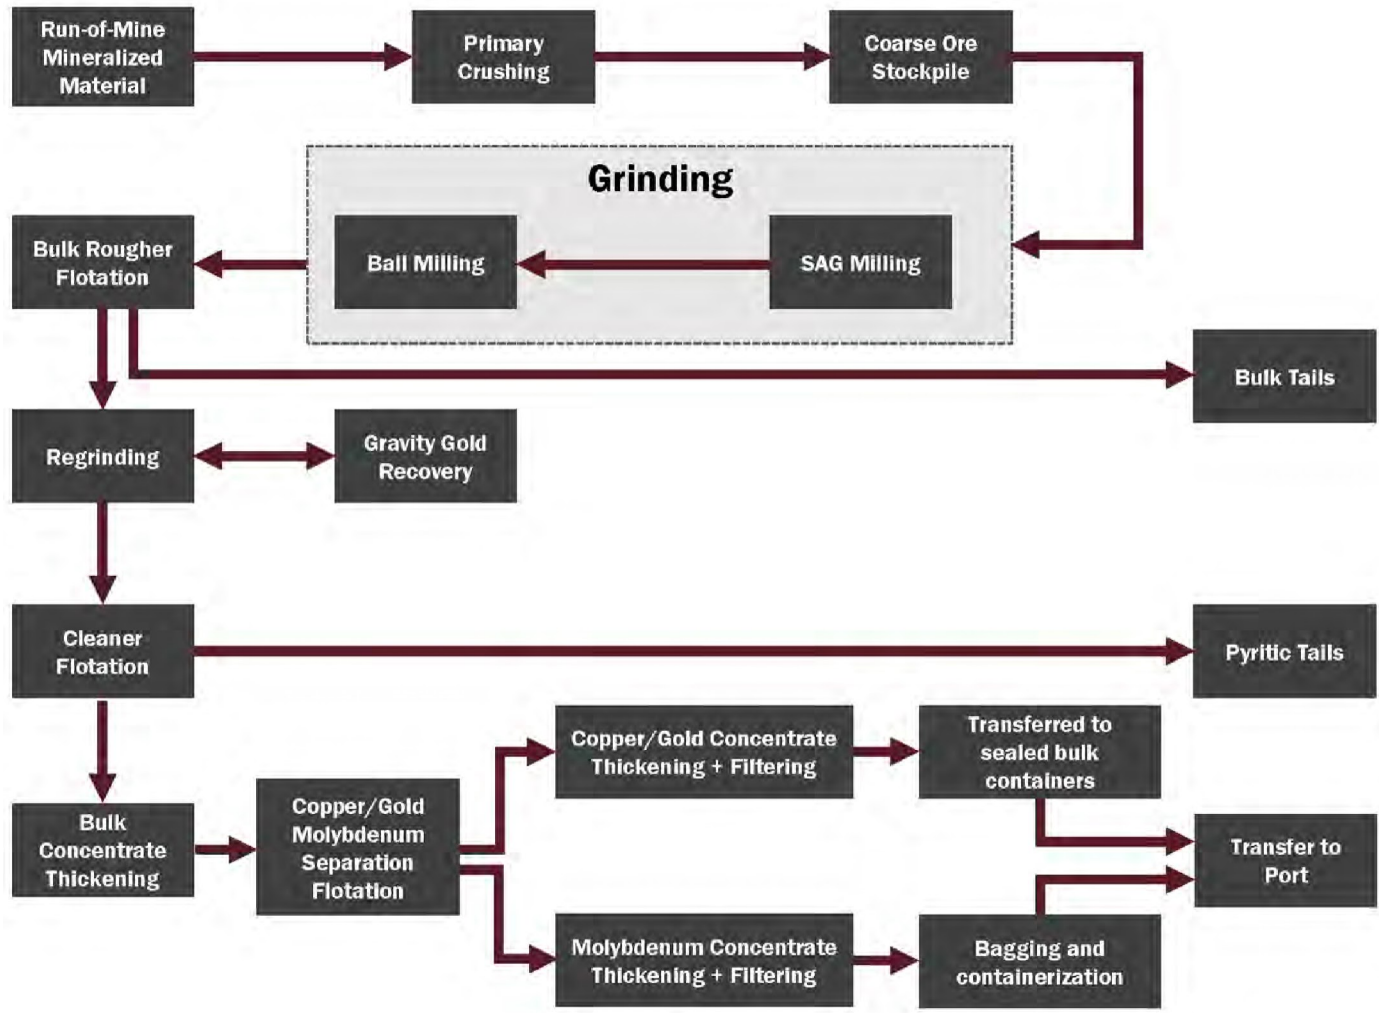 Run-of-Mine
Mineralized
Material
Primary
Crushing
Coarse Ore
Stockpile
Grinding
Bulk Rougher
Flotation
Ball Milling
SAG Milling
Bulk Tails
Regrinding
Gravity Gold
Recovery
Cleaner
Flotation
Pyritic Tails
Bulk
Concentrate
Thickening
Copper/Gold
Molybdenum
Separation
Flotation
Copper/Gold Concentrate
Thickening + Filtering
Transferred to
sealed bulk
containers
Transfer to
Port
Molybdenum Concentrate
Thickening + Filtering
Bagging and
containerization